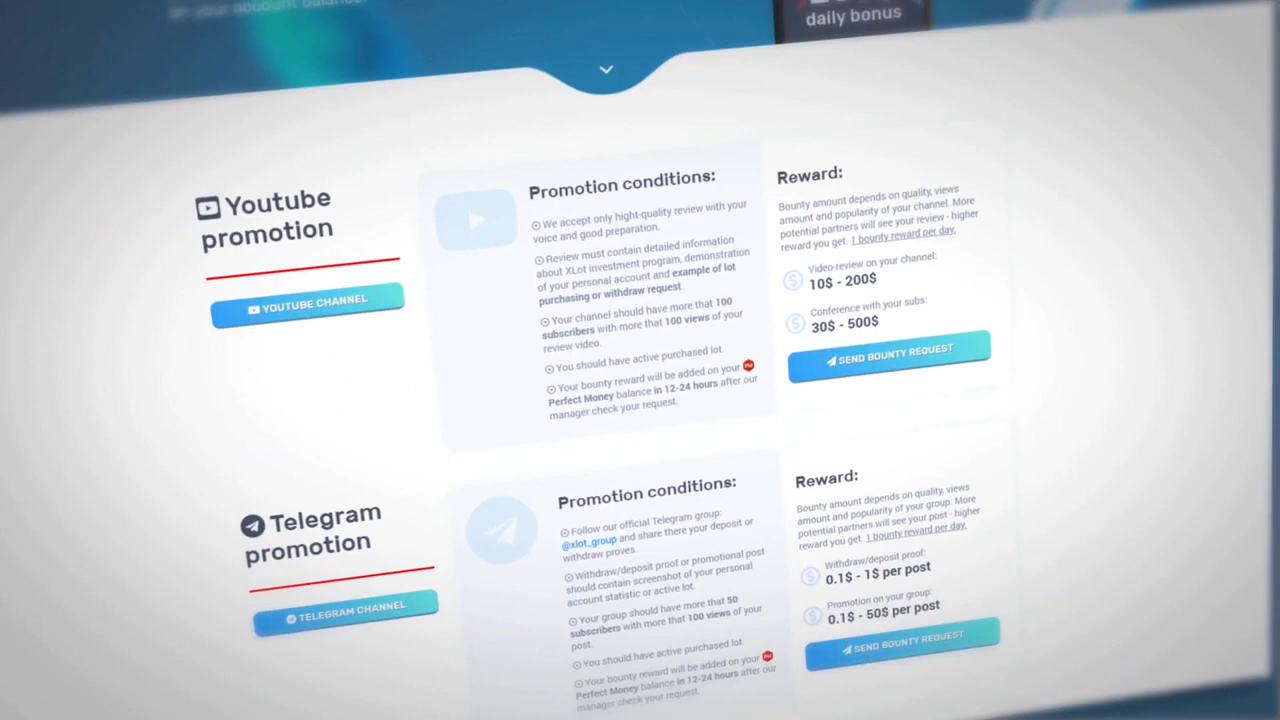 on your account balance.
daily bonus
Youtube
promotion
YOUTUBE CHANNEL
Promotion conditions:
We accept only hight-quality review with your
voice and good preparation.
Review must contain detailed information
about XLot investment program, demonstration
of your personal account and example of lot
purchasing or withdraw request.
Your channel should have more that 100
subscribers with more that 100 views of your
review video.
You should have active purchased lot.
Your bounty reward will be added on your PM
Perfect Money balance in 12-24 hours after our
manager check your request.
Reward:
Bounty amount depends on quality, views
amount and popularity of your channel. More
potential partners will see your review - higher
reward you get. 1 bounty reward per day.
Video-review on your channel:
10$ - 200$
Conference with your subs:
30$ - 500$
SEND BOUNTY REQUEST
Telegram
promotion
TELEGRAM CHANNEL
Promotion conditions:
Follow our official Telegram group:
@xlot_group and share there your deposit or
withdraw proves.
Withdraw/deposit proof or promotional post
should contain screenshot of your personal
account statistic or active lot.
Your group should have more that 50
subscribers with more that 100 views of your
post.
You should have active purchased lot.
Your bounty reward will be added on your PM
Perfect Money balance in 12-24 hours after our
manager check your request.
Reward:
Bounty amount depends on quality, views
amount and popularity of your group. More
potential partners will see your post - higher
reward you get. 1 bounty reward per day.
Withdraw/deposit proof:
0.1$ - 1$ per post
Promotion on your group:
0.1$ - 50$ per post
SEND BOUNTY REQUEST